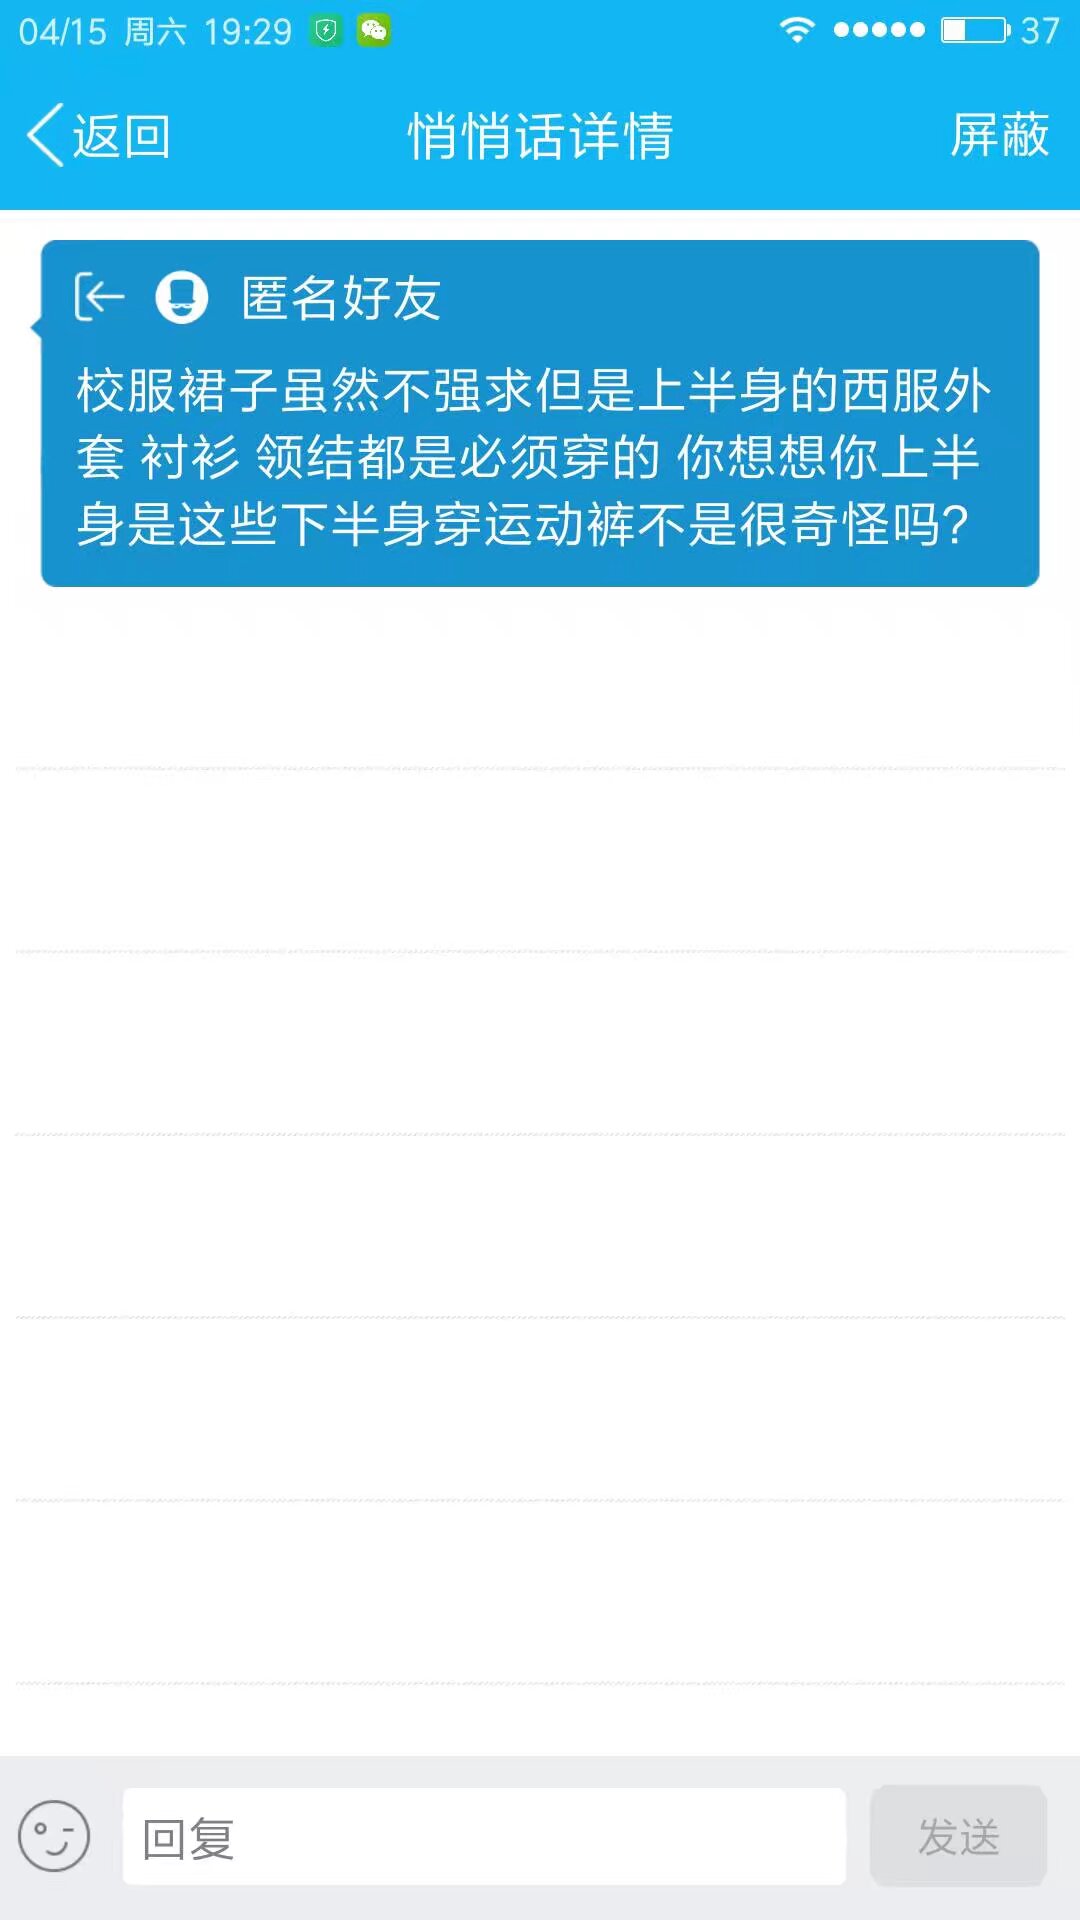 04/15 周六 19:29
37
返回
悄悄话详情
屏蔽
匿名好友
校服裙子虽然不强求但是上半身的西服外
套 衬衫 领结都是必须穿的 你想想你上半
身是这些下半身穿运动裤不是很奇怪吗?
回复
发送